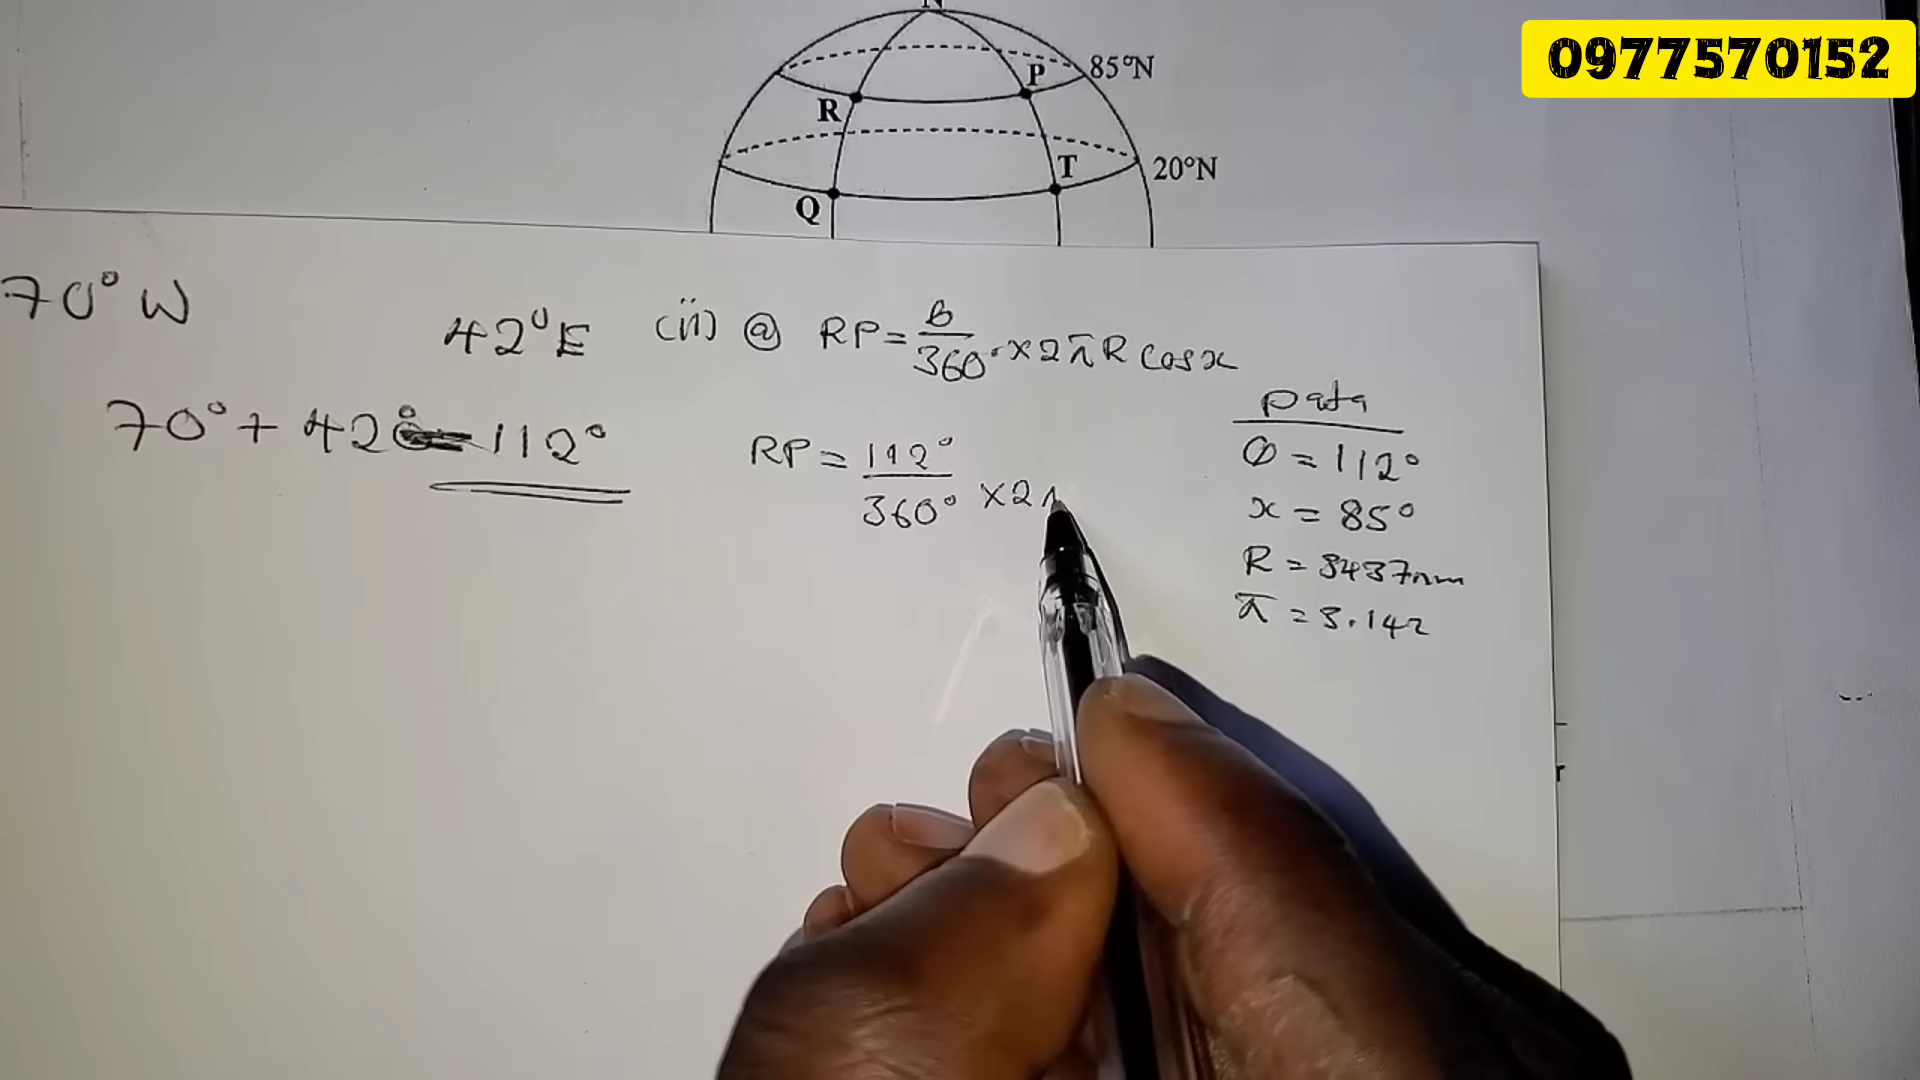 N
0977570152
P 85°N
R
T 20°N
Q
70° W
42° E (ii) ⓐ RP = θ/360° × 2πR Cos x
70° + 42° = 112°
Data
θ = 112°
RP = 112°/360° × 2
x = 85°
R = 3437nm
π = 3.142